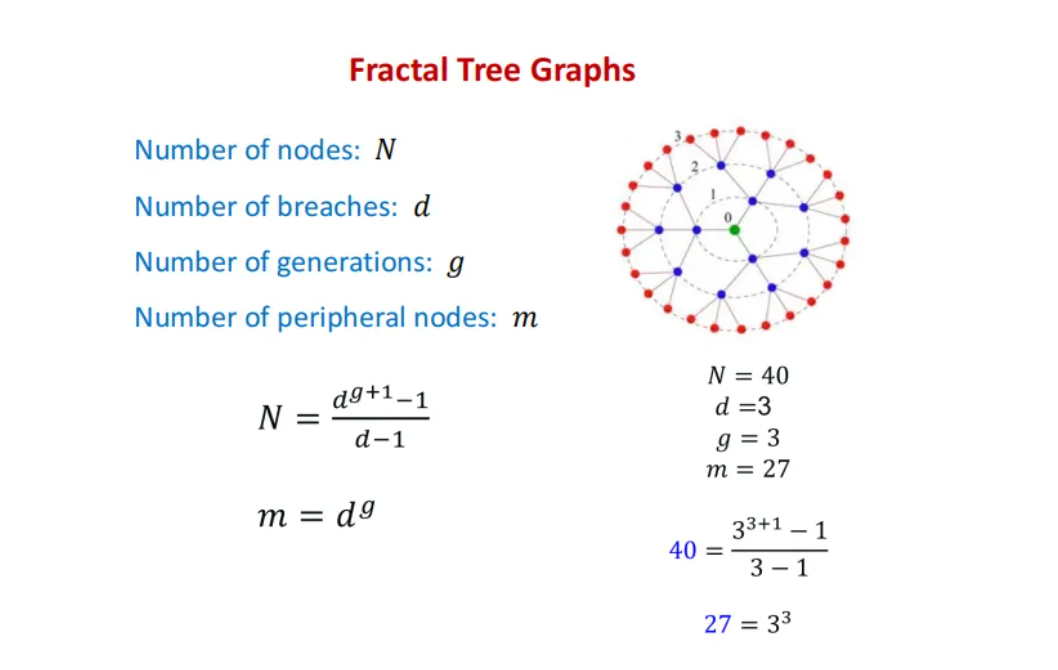 Fractal Tree Graphs
Number of nodes: N
Number of breaches: d
Number of generations: g
Number of peripheral nodes: m
N = \frac{d^{g+1}-1}{d-1}
m = d^g
3
2
1
0
N = 40
d =3
g = 3
m = 27
40 = \frac{3^{3+1} - 1}{3 - 1}
27 = 3^3